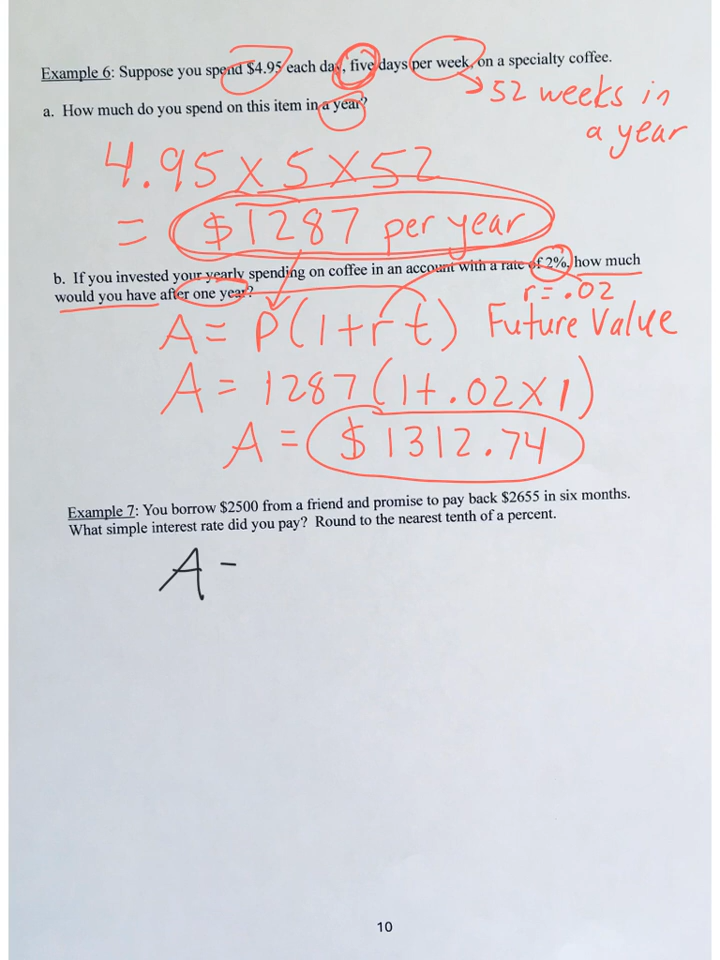 Example 6: Suppose you spend $4.95 each day, five days per week, on a specialty coffee.
52 weeks in
a year
a. How much do you spend on this item in a year?
4.95 x 5 x 52
= $1287 per year
b. If you invested your yearly spending on coffee in an account with a rate of 2%, how much
would you have after one year?
r = .02
A = P(1+rt) Future Value
A = 1287(1+.02x1)
A = $1312.74
Example 7: You borrow $2500 from a friend and promise to pay back $2655 in six months.
What simple interest rate did you pay? Round to the nearest tenth of a percent.
A -
10